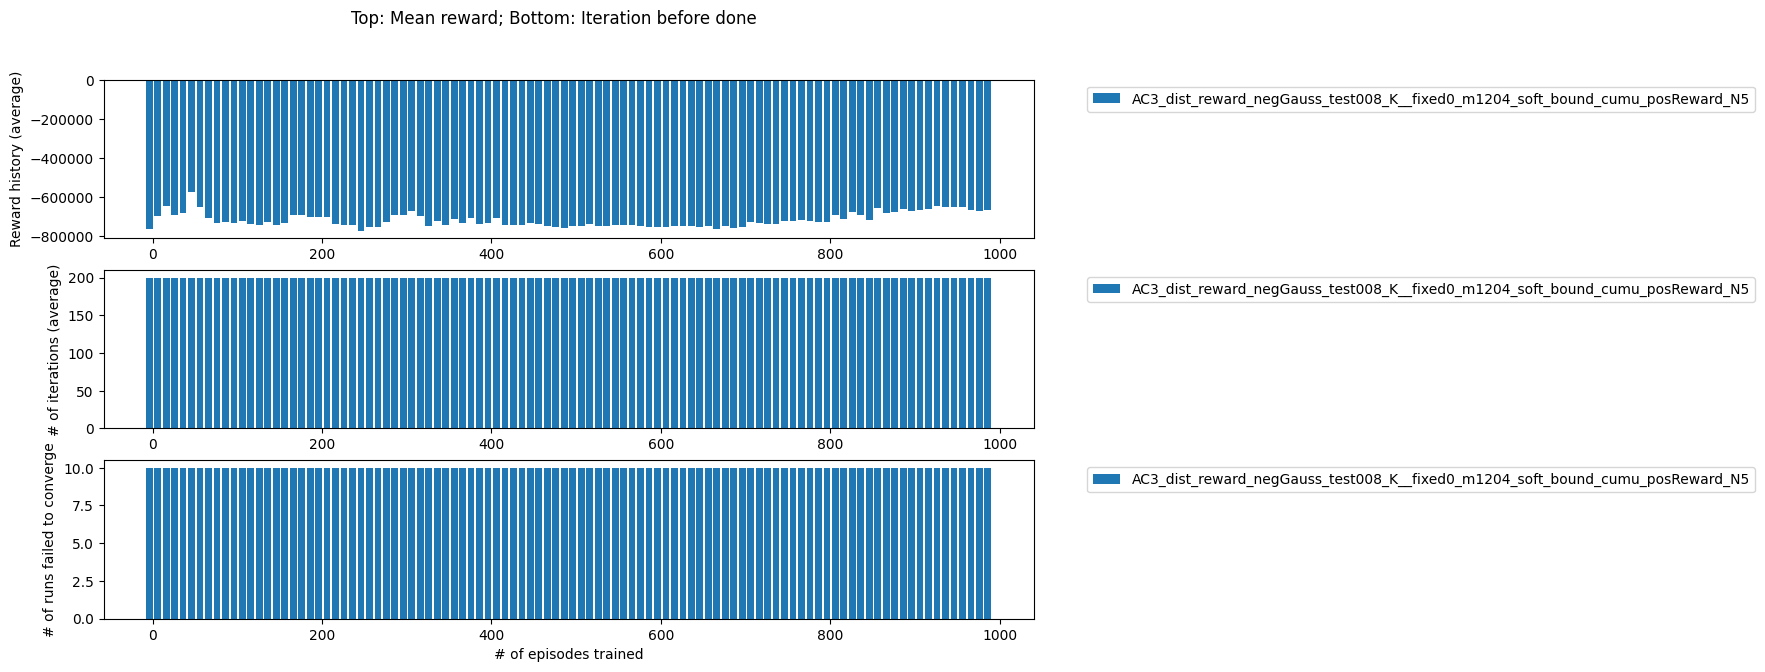 Top: Mean reward; Bottom: Iteration before done
Reward history (average)
0
−200000
−400000
−600000
−800000
0 200 400 600 800 1000
AC3_dist_reward_negGauss_test008_K__fixed0_m1204_soft_bound_cumu_posReward_N5
# of iterations (average)
200
150
100
50
0
0 200 400 600 800 1000
AC3_dist_reward_negGauss_test008_K__fixed0_m1204_soft_bound_cumu_posReward_N5
# of runs failed to converge
10.0
7.5
5.0
2.5
0.0
0 200 400 600 800 1000
# of episodes trained
AC3_dist_reward_negGauss_test008_K__fixed0_m1204_soft_bound_cumu_posReward_N5